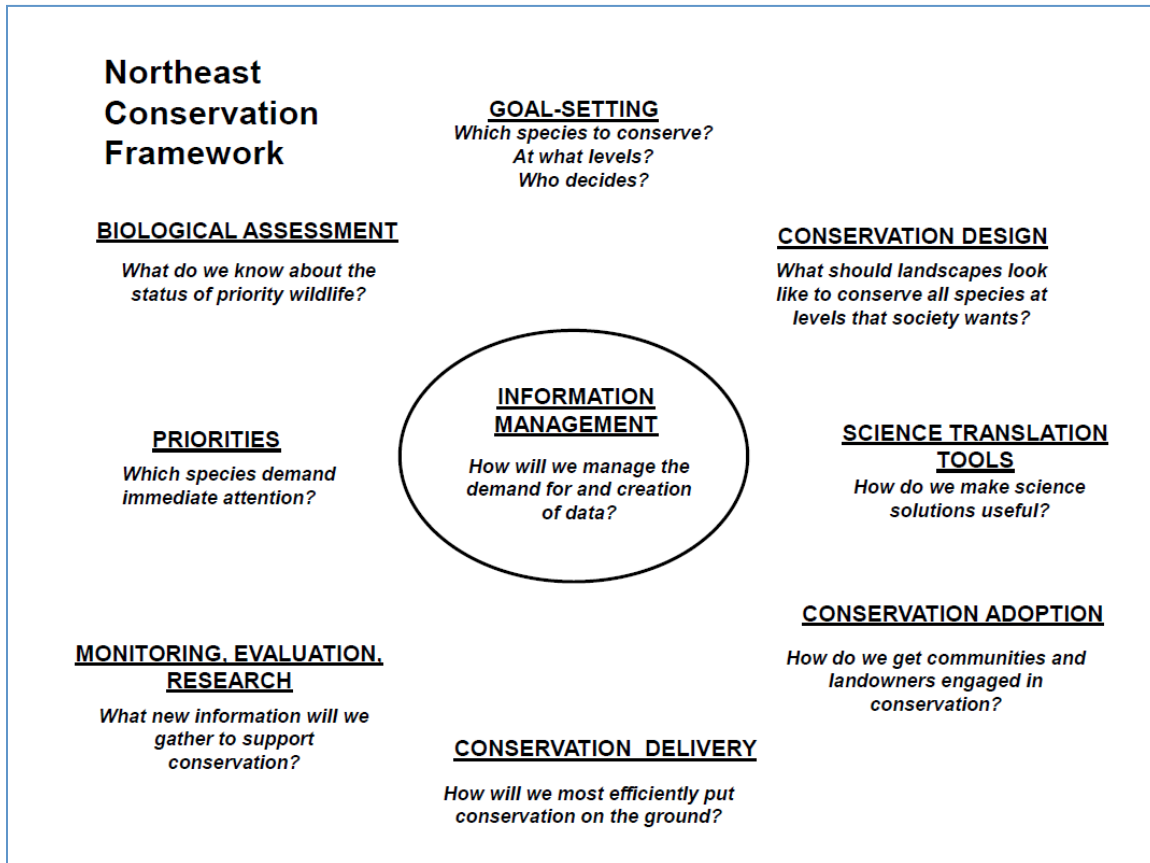 Northeast
Conservation
Framework
GOAL-SETTING
Which species to conserve?
At what levels?
Who decides?
BIOLOGICAL ASSESSMENT
What do we know about the
status of priority wildlife?
CONSERVATION DESIGN
What should landscapes look
like to conserve all species at
levels that society wants?
INFORMATION
MANAGEMENT
How will we manage the
demand for and creation
of data?
PRIORITIES
Which species demand
immediate attention?
SCIENCE TRANSLATION
TOOLS
How do we make science
solutions useful?
CONSERVATION ADOPTION
How do we get communities and
landowners engaged in
conservation?
MONITORING, EVALUATION,
RESEARCH
What new information will we
gather to support
conservation?
CONSERVATION DELIVERY
How will we most efficiently put
conservation on the ground?